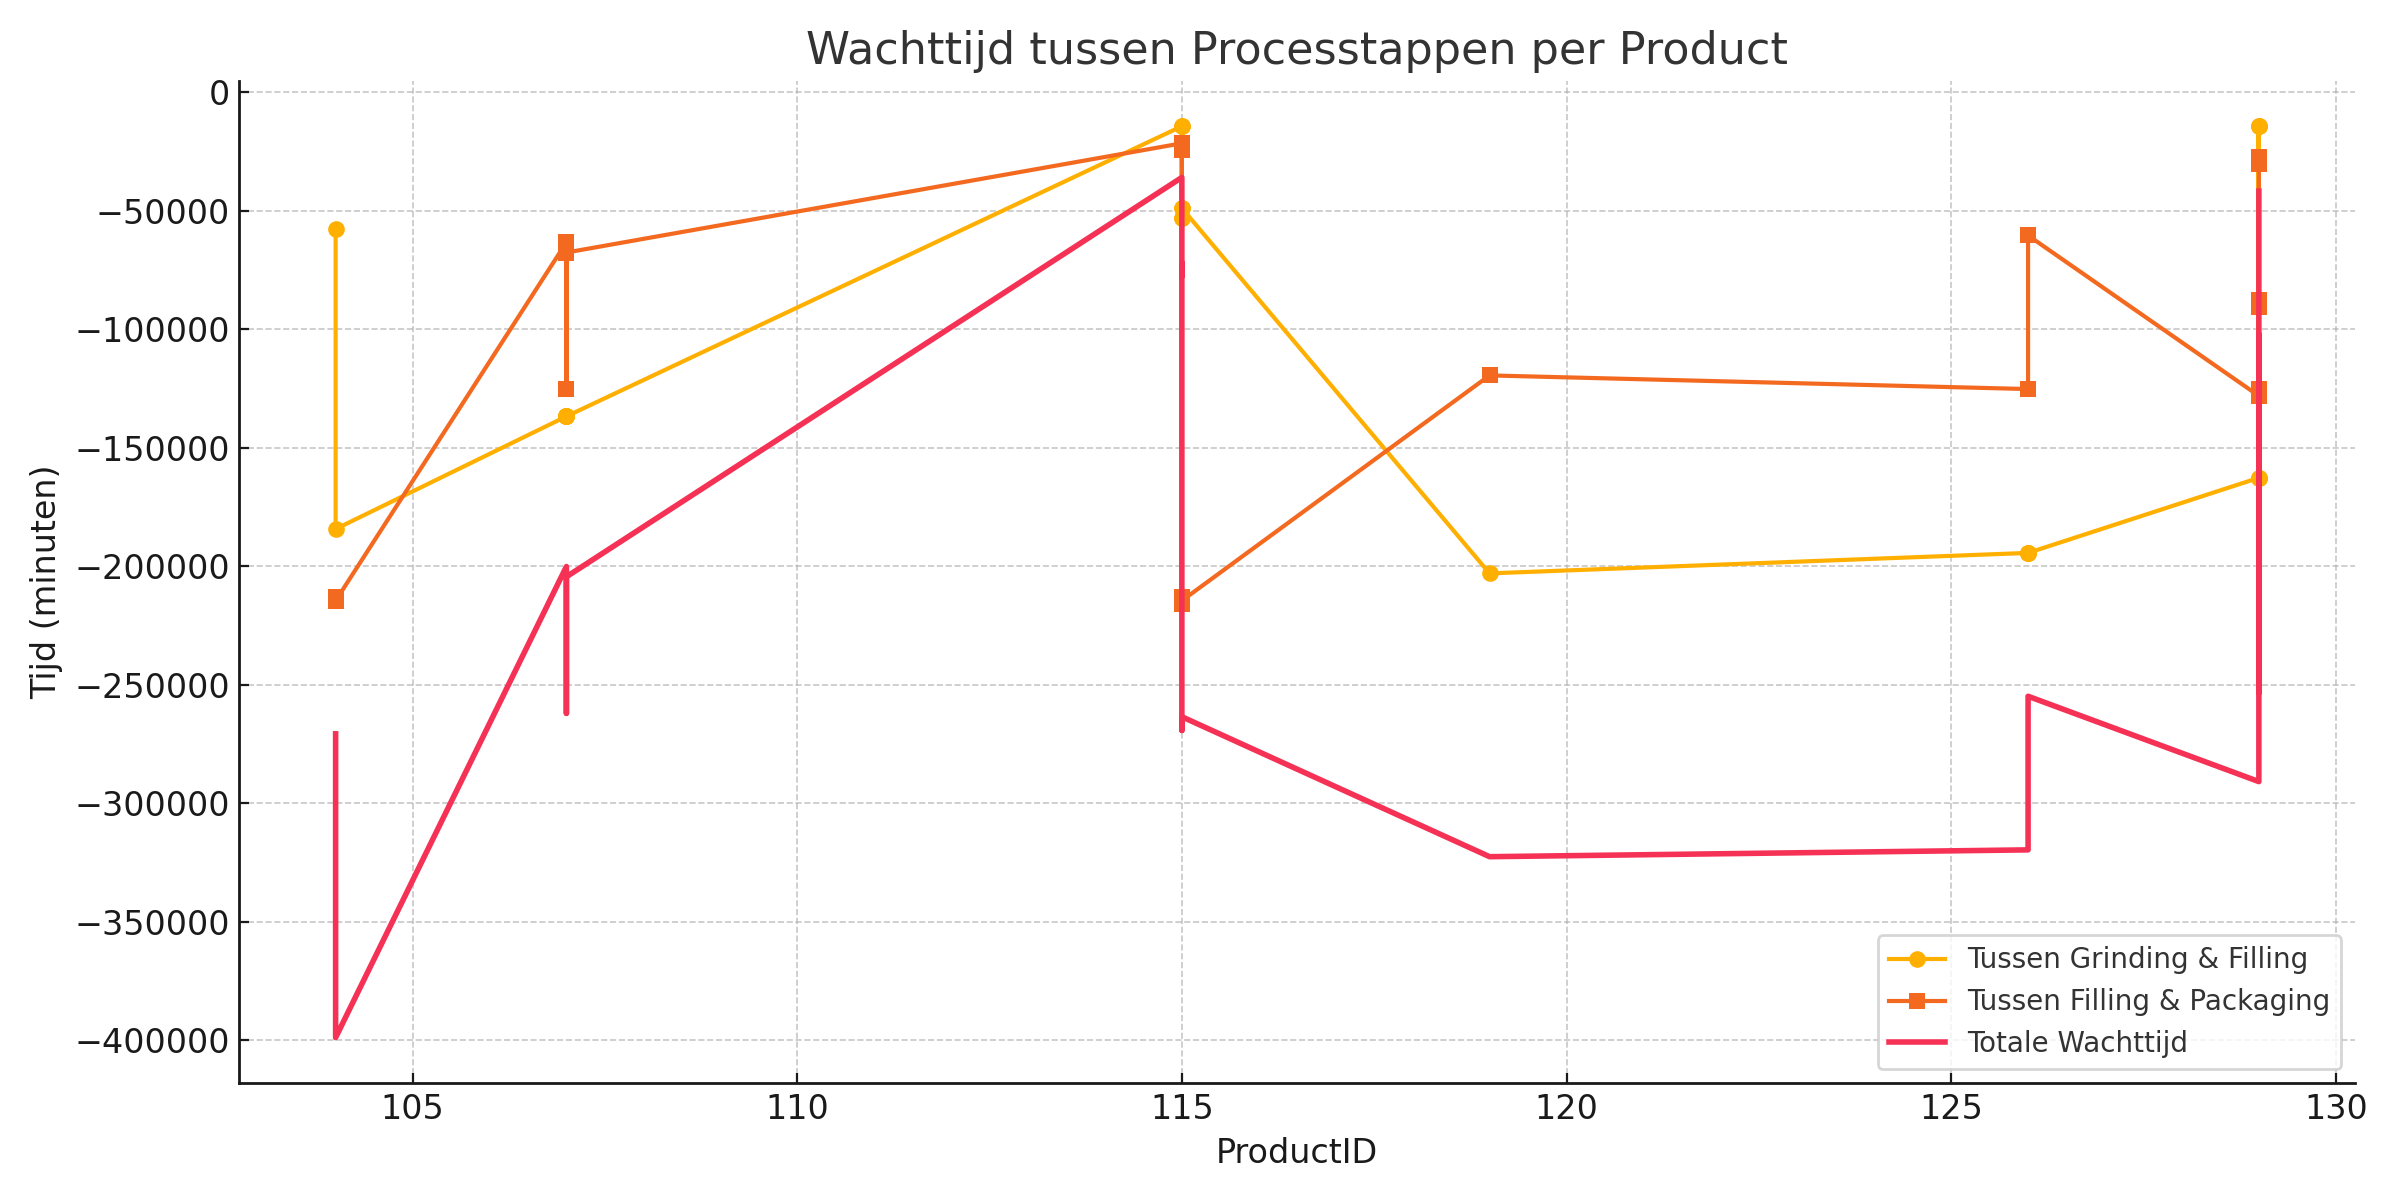 Wachttijd tussen Processtappen per Product
0
−50000
−100000
−150000
−200000
−250000
−300000
−350000
−400000
Tijd (minuten)
105 110 115 120 125 130
ProductID
Tussen Grinding & Filling
Tussen Filling & Packaging
Totale Wachttijd